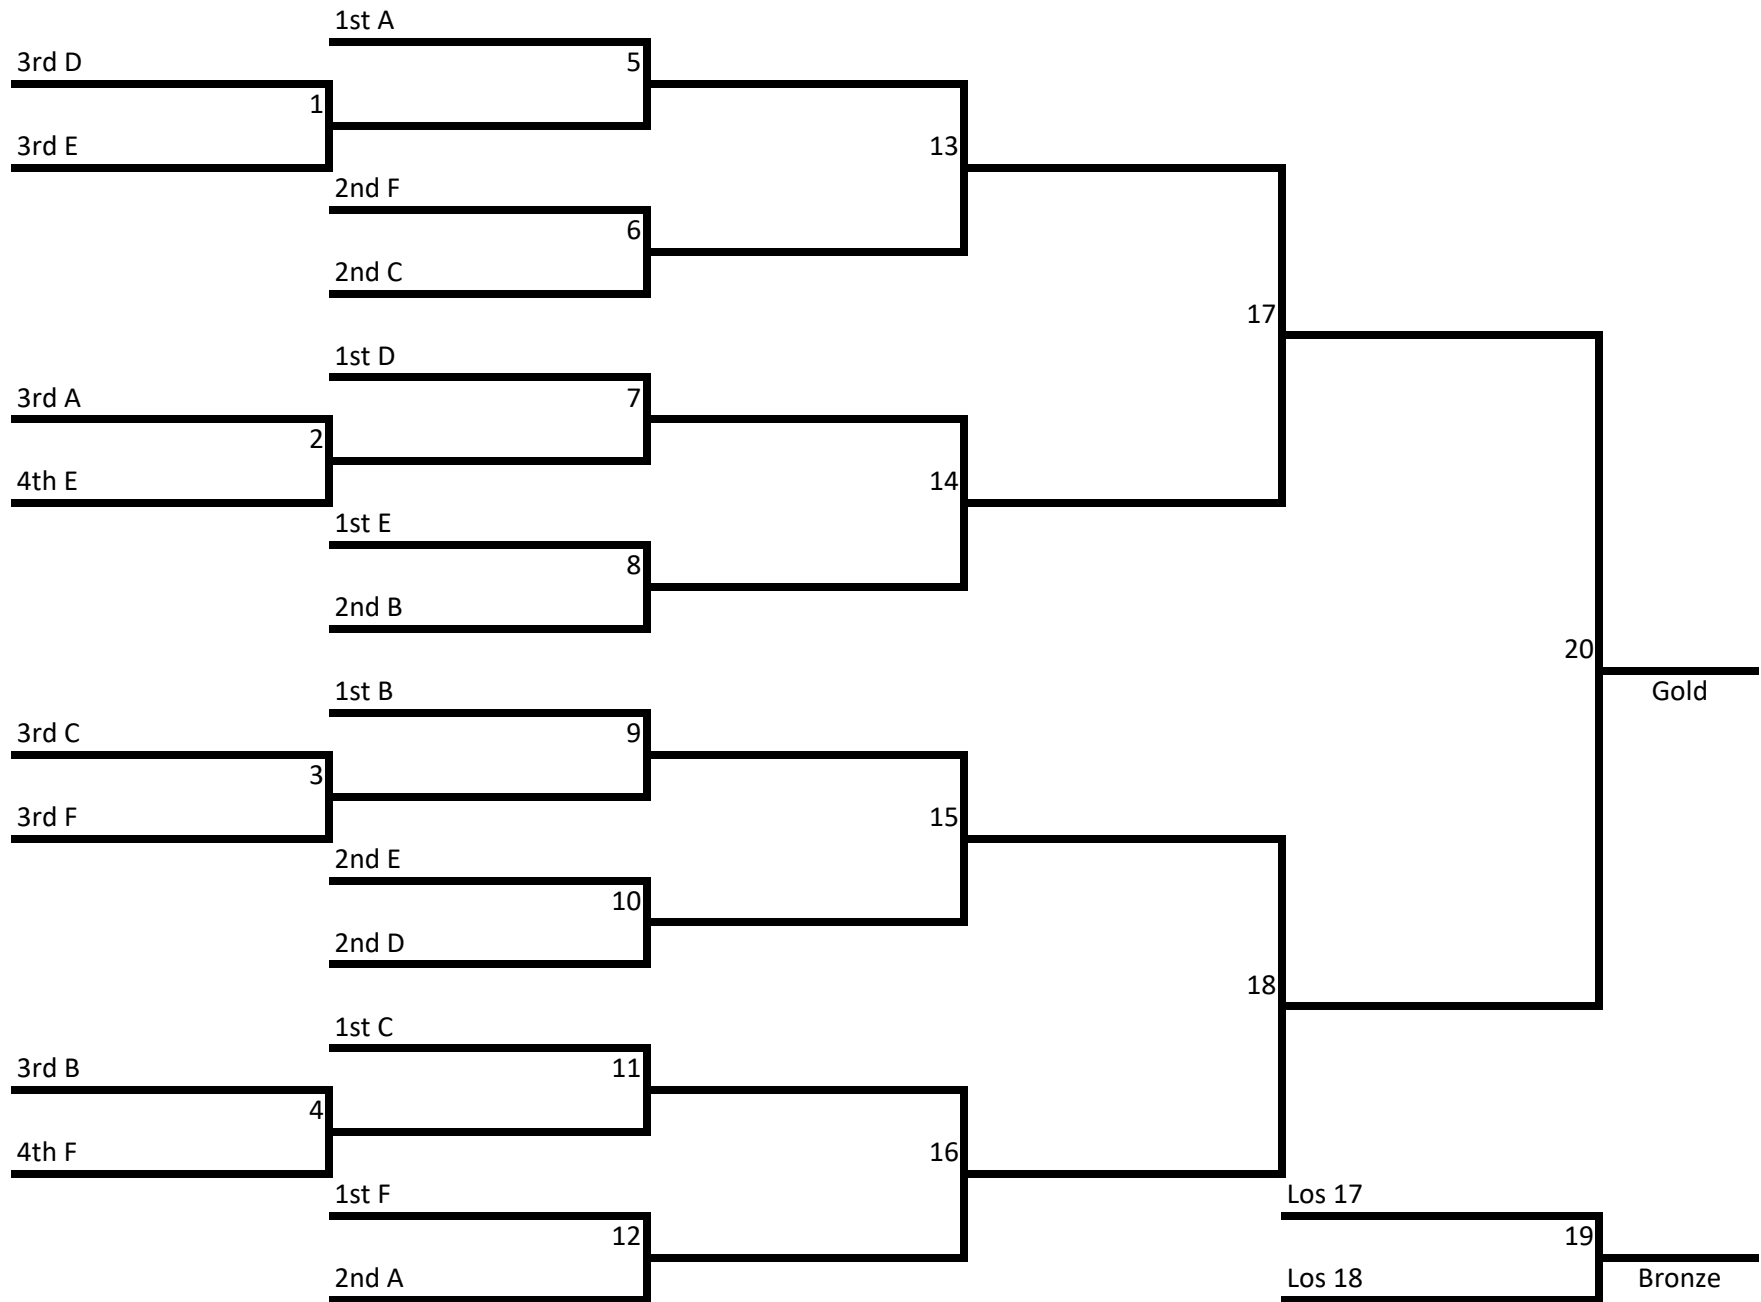 1st A
3rd D
5
1
3rd E
13
2nd F
6
2nd C
17
1st D
3rd A
7
2
4th E
14
1st E
8
2nd B
20
1st B
Gold
3rd C
9
3
3rd F
15
2nd E
10
2nd D
18
1st C
3rd B
11
4
4th F
16
1st F
Los 17
12
19
2nd A
Los 18
Bronze